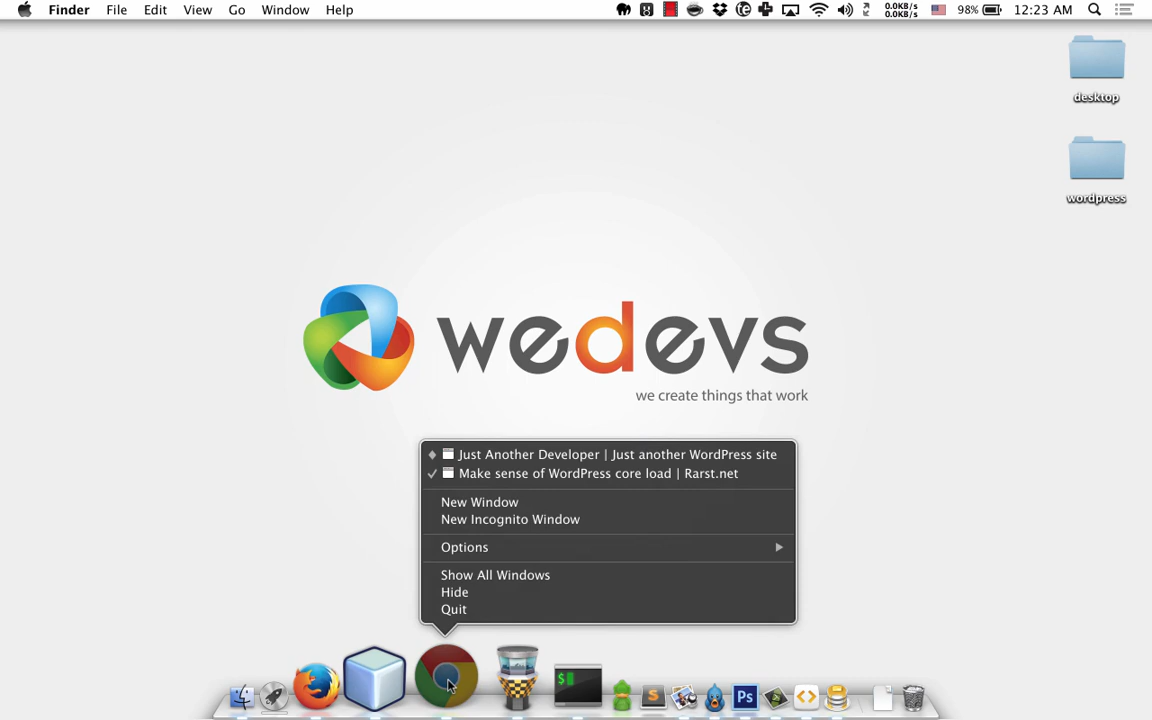 Finder File Edit View Go Window Help
0.0KB/s
0.0KB/s
98%
12:23 AM
desktop
wordpress
wedevs
we create things that work
Just Another Developer | Just another WordPress site
Make sense of WordPress core load | Rarst.net
New Window
New Incognito Window
Options
Show All Windows
Hide
Quit
$
S
Ps